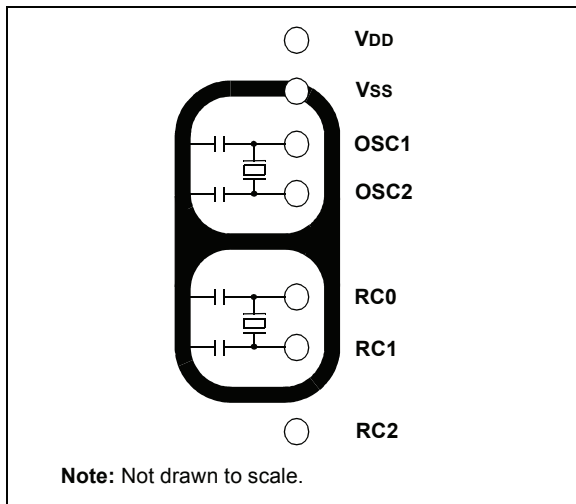 VDD
VSS
OSC1
OSC2
RC0
RC1
RC2
Note: Not drawn to scale.